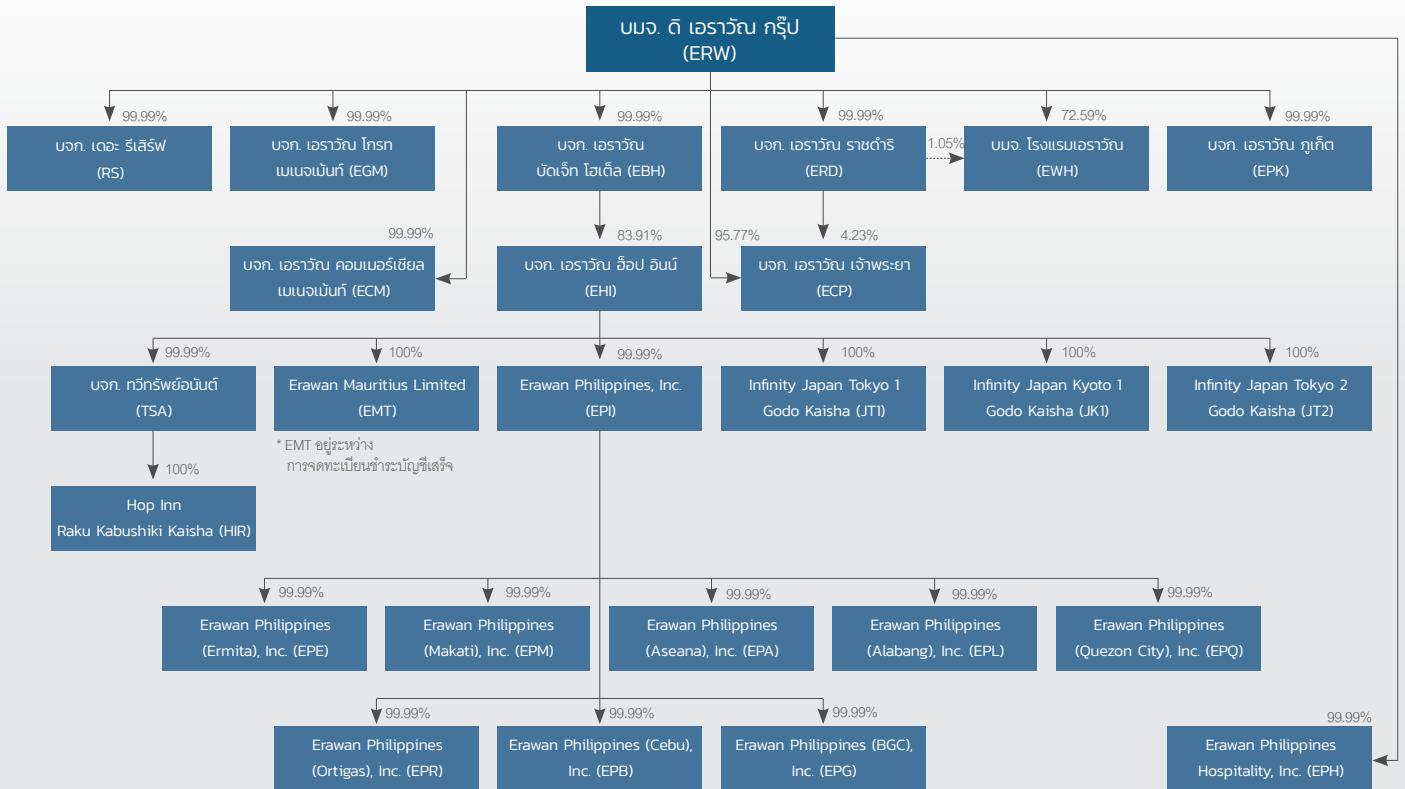 บมจ. ดิ เอราวัณ กรุ๊ป
(ERW)
99.99%
99.99%
99.99%
99.99%
72.59%
99.99%
บจก. เดอะ รีเสิร์ฟ
(RS)
บจก. เอราวัณ โกรท
เมเนจเม้นท์ (EGM)
บจก. เอราวัณ
บัดเจ็ท โฮเต็ล (EBH)
บจก. เอราวัณ ราชดำริ
(ERD)
1.05%
บมจ. โรงแรมเอราวัณ
(EWH)
บจก. เอราวัณ ภูเก็ต
(EPK)
99.99%
83.91%
95.77%
4.23%
บจก. เอราวัณ คอมเมอร์เชียล
เมเนจเม้นท์ (ECM)
บจก. เอราวัณ ฮ็อป อินน์
(EHI)
บจก. เอราวัณ เจ้าพระยา
(ECP)
99.99%
100%
99.99%
100%
100%
100%
บจก. ทวีทรัพย์อนันต์
(TSA)
Erawan Mauritius Limited
(EMT)
Erawan Philippines, Inc.
(EPI)
Infinity Japan Tokyo 1
Godo Kaisha (JT1)
Infinity Japan Kyoto 1
Godo Kaisha (JK1)
Infinity Japan Tokyo 2
Godo Kaisha (JT2)
* EMT อยู่ระหว่าง
การจดทะเบียนชำระบัญชีเสร็จ
100%
Hop Inn
Raku Kabushiki Kaisha (HIR)
99.99%
99.99%
99.99%
99.99%
99.99%
Erawan Philippines
(Ermita), Inc. (EPE)
Erawan Philippines
(Makati), Inc. (EPM)
Erawan Philippines
(Aseana), Inc. (EPA)
Erawan Philippines
(Alabang), Inc. (EPL)
Erawan Philippines
(Quezon City), Inc. (EPQ)
99.99%
99.99%
99.99%
99.99%
Erawan Philippines
(Ortigas), Inc. (EPR)
Erawan Philippines (Cebu),
Inc. (EPB)
Erawan Philippines (BGC),
Inc. (EPG)
Erawan Philippines
Hospitality, Inc. (EPH)